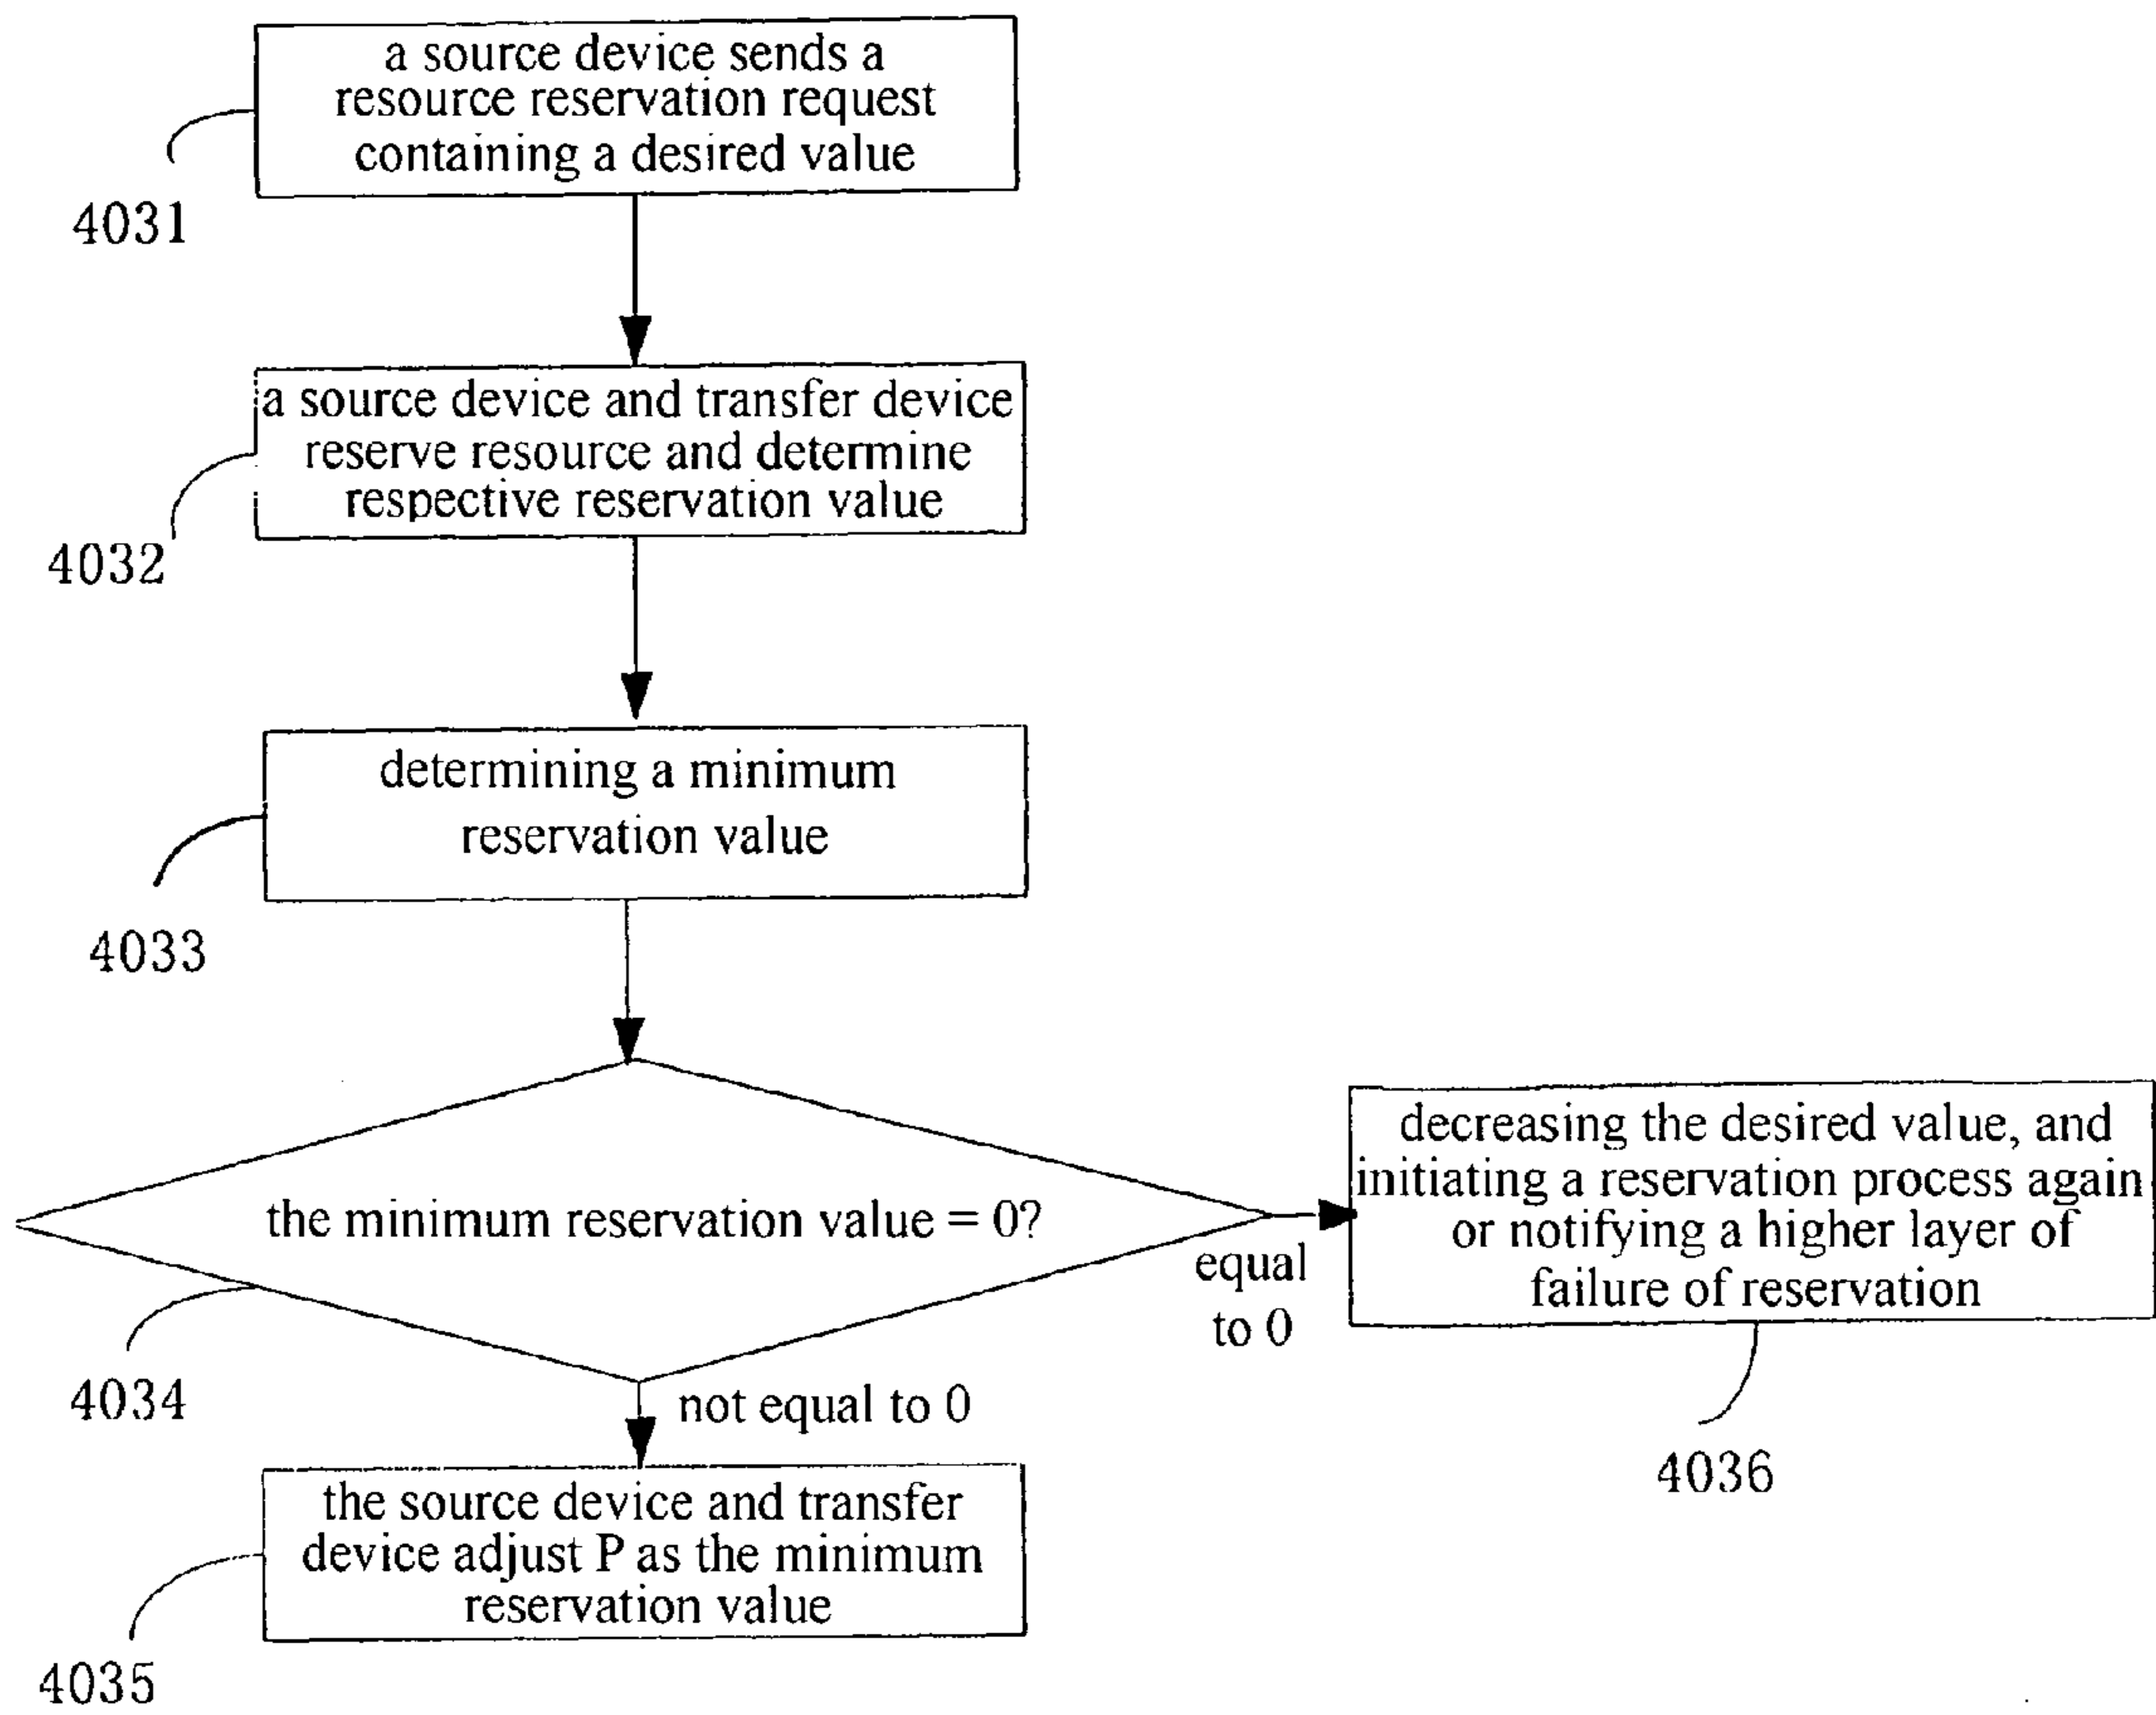 a source device sends a
resource reservation request
containing a desired value
4031
a source device and transfer device
reserve resource and determine
respective reservation value
4032
determining a minimum
reservation value
4033
the minimum reservation value = 0?
4034
equal
to 0
decreasing the desired value, and
initiating a reservation process again
or notifying a higher layer of
failure of reservation
4036
not equal to 0
the source device and transfer
device adjust P as the minimum
reservation value
4035